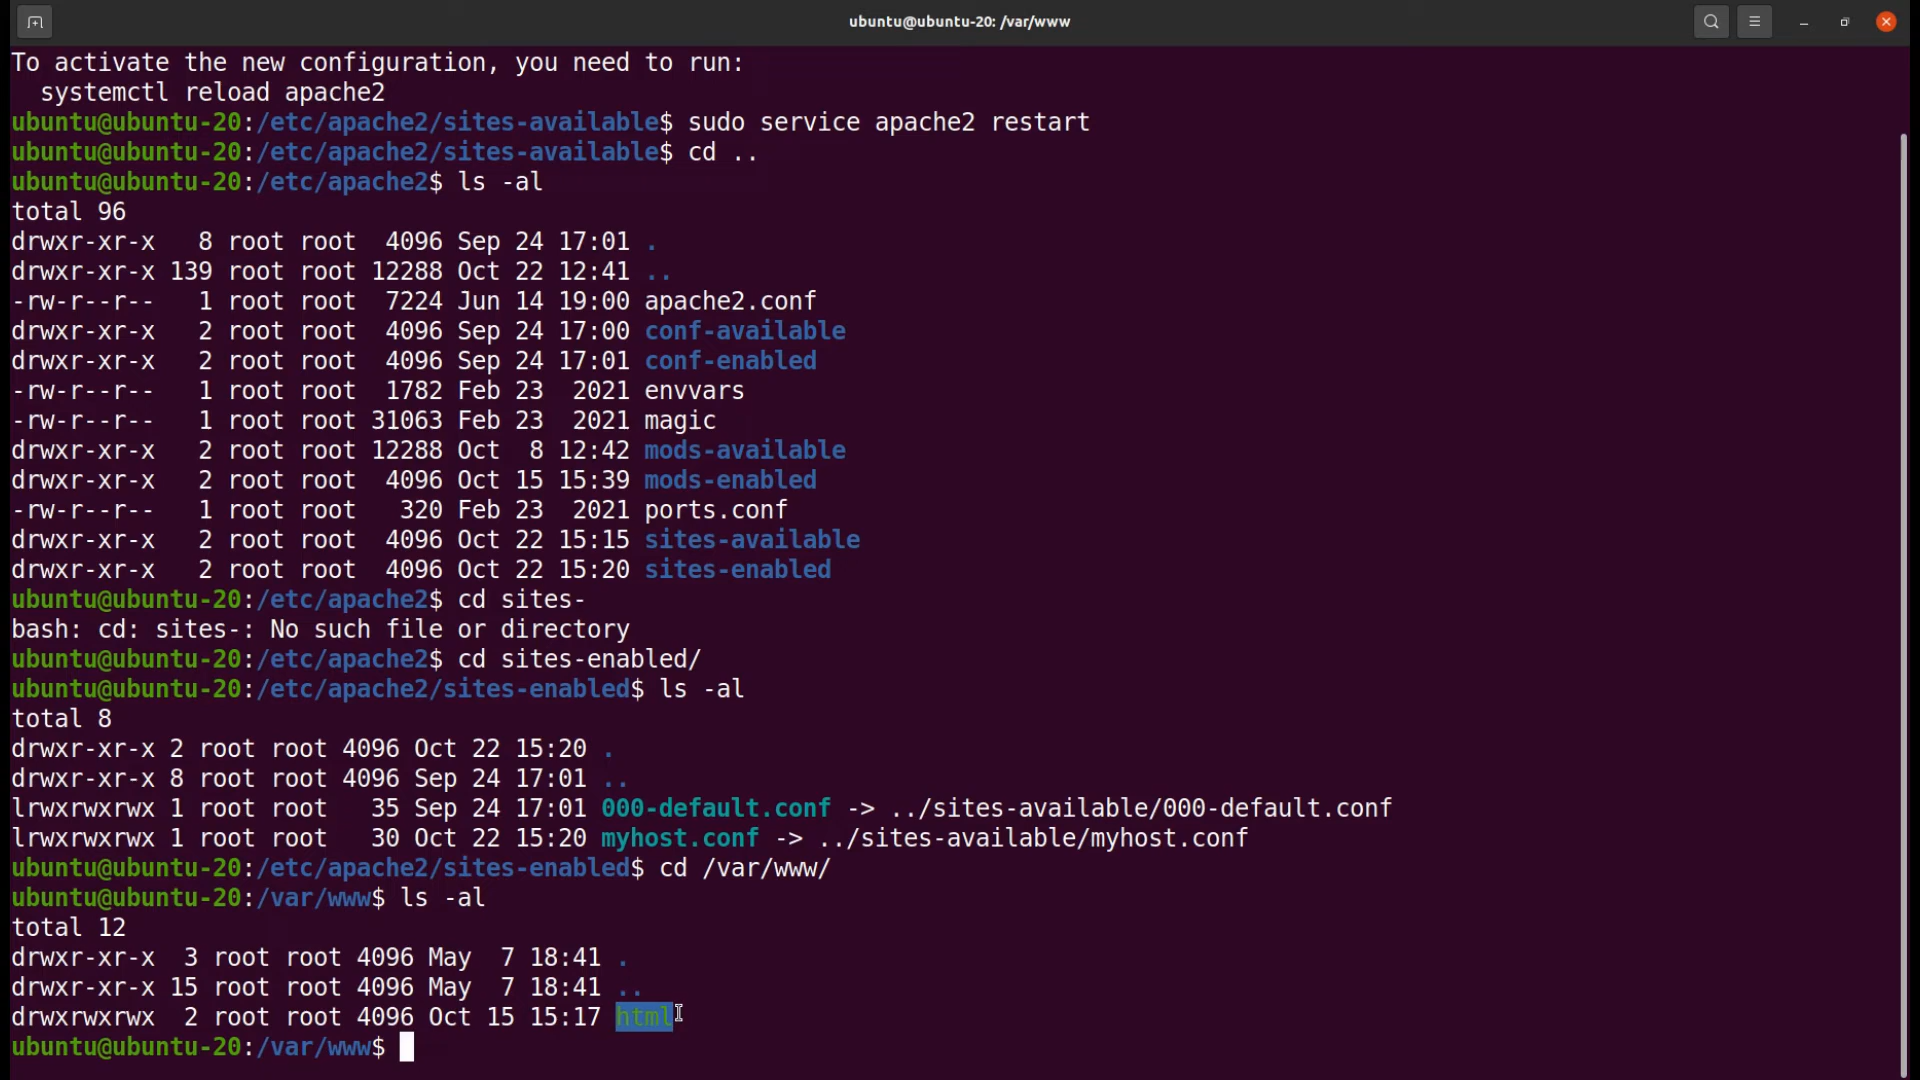 ubuntu@ubuntu-20: /var/www
To activate the new configuration, you need to run:
  systemctl reload apache2
ubuntu@ubuntu-20:/etc/apache2/sites-available$ sudo service apache2 restart
ubuntu@ubuntu-20:/etc/apache2/sites-available$ cd ..
ubuntu@ubuntu-20:/etc/apache2$ ls -al
total 96
drwxr-xr-x   8 root root  4096 Sep 24 17:01 .
drwxr-xr-x 139 root root 12288 Oct 22 12:41 ..
-rw-r--r--   1 root root  7224 Jun 14 19:00 apache2.conf
drwxr-xr-x   2 root root  4096 Sep 24 17:00 conf-available
drwxr-xr-x   2 root root  4096 Sep 24 17:01 conf-enabled
-rw-r--r--   1 root root  1782 Feb 23  2021 envvars
-rw-r--r--   1 root root 31063 Feb 23  2021 magic
drwxr-xr-x   2 root root 12288 Oct  8 12:42 mods-available
drwxr-xr-x   2 root root  4096 Oct 15 15:39 mods-enabled
-rw-r--r--   1 root root   320 Feb 23  2021 ports.conf
drwxr-xr-x   2 root root  4096 Oct 22 15:15 sites-available
drwxr-xr-x   2 root root  4096 Oct 22 15:20 sites-enabled
ubuntu@ubuntu-20:/etc/apache2$ cd sites-
bash: cd: sites-: No such file or directory
ubuntu@ubuntu-20:/etc/apache2$ cd sites-enabled/
ubuntu@ubuntu-20:/etc/apache2/sites-enabled$ ls -al
total 8
drwxr-xr-x 2 root root 4096 Oct 22 15:20 .
drwxr-xr-x 8 root root 4096 Sep 24 17:01 ..
lrwxrwxrwx 1 root root   35 Sep 24 17:01 000-default.conf -> ../sites-available/000-default.conf
lrwxrwxrwx 1 root root   30 Oct 22 15:20 myhost.conf -> ../sites-available/myhost.conf
ubuntu@ubuntu-20:/etc/apache2/sites-enabled$ cd /var/www/
ubuntu@ubuntu-20:/var/www$ ls -al
total 12
drwxr-xr-x  3 root root 4096 May  7 18:41 .
drwxr-xr-x 15 root root 4096 May  7 18:41 ..
drwxrwxrwx  2 root root 4096 Oct 15 15:17 html
ubuntu@ubuntu-20:/var/www$